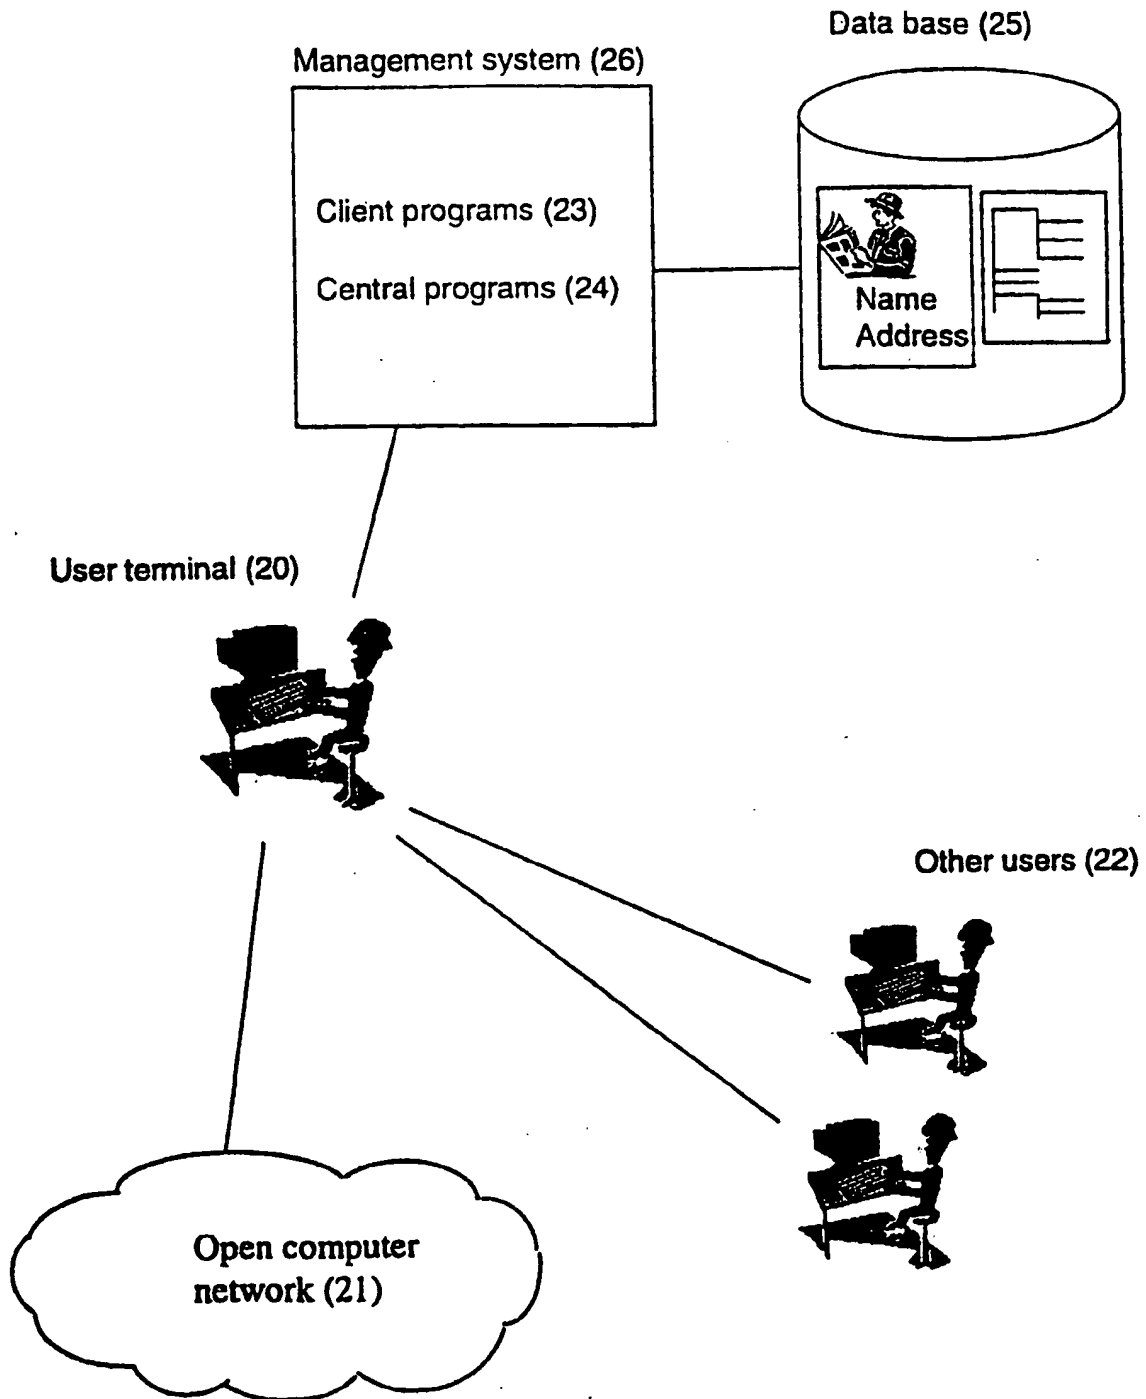 Data base (25)
Management system (26)
Client programs (23)
Central programs (24)
Name
Address
User terminal (20)
Other users (22)
Open computer
network (21)